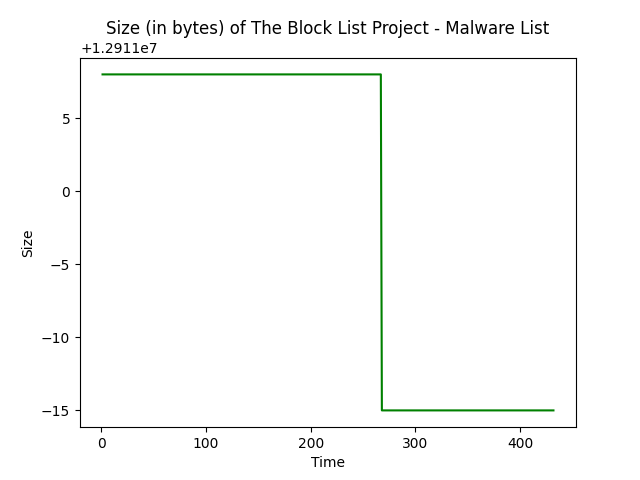 Size (in bytes) of The Block List Project - Malware List
+1.2911e7
5
0
−5
−10
−15
Size
0 100 200 300 400
Time